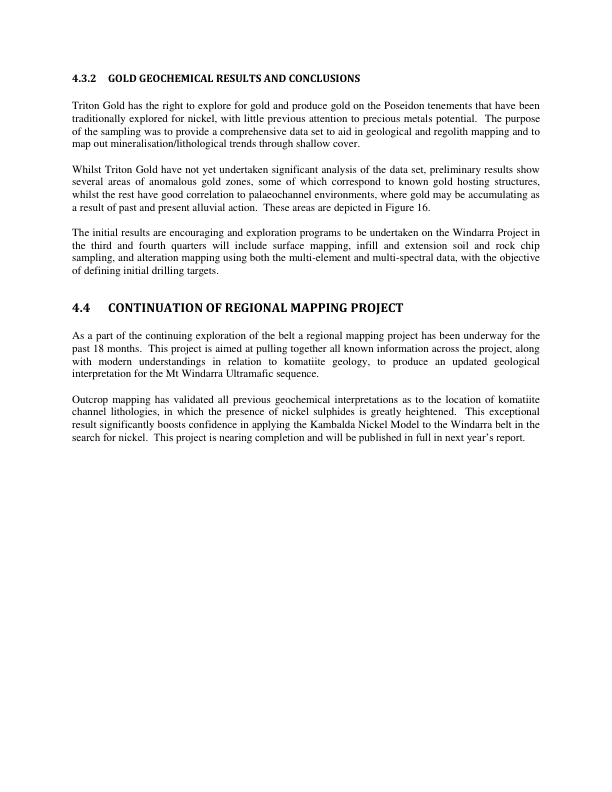 4.3.2 GOLD GEOCHEMICAL RESULTS AND CONCLUSIONS
Triton Gold has the right to explore for gold and produce gold on the Poseidon tenements that have been
traditionally explored for nickel, with little previous attention to precious metals potential. The purpose
of the sampling was to provide a comprehensive data set to aid in geological and regolith mapping and to
map out mineralisation/lithological trends through shallow cover.
Whilst Triton Gold have not yet undertaken significant analysis of the data set, preliminary results show
several areas of anomalous gold zones, some of which correspond to known gold hosting structures,
whilst the rest have good correlation to palaeochannel environments, where gold may be accumulating as
a result of past and present alluvial action. These areas are depicted in Figure 16.
The initial results are encouraging and exploration programs to be undertaken on the Windarra Project in
the third and fourth quarters will include surface mapping, infill and extension soil and rock chip
sampling, and alteration mapping using both the multi-element and multi-spectral data, with the objective
of defining initial drilling targets.
4.4 CONTINUATION OF REGIONAL MAPPING PROJECT
As a part of the continuing exploration of the belt a regional mapping project has been underway for the
past 18 months. This project is aimed at pulling together all known information across the project, along
with modern understandings in relation to komatiite geology, to produce an updated geological
interpretation for the Mt Windarra Ultramafic sequence.
Outcrop mapping has validated all previous geochemical interpretations as to the location of komatiite
channel lithologies, in which the presence of nickel sulphides is greatly heightened. This exceptional
result significantly boosts confidence in applying the Kambalda Nickel Model to the Windarra belt in the
search for nickel. This project is nearing completion and will be published in full in next year's report.